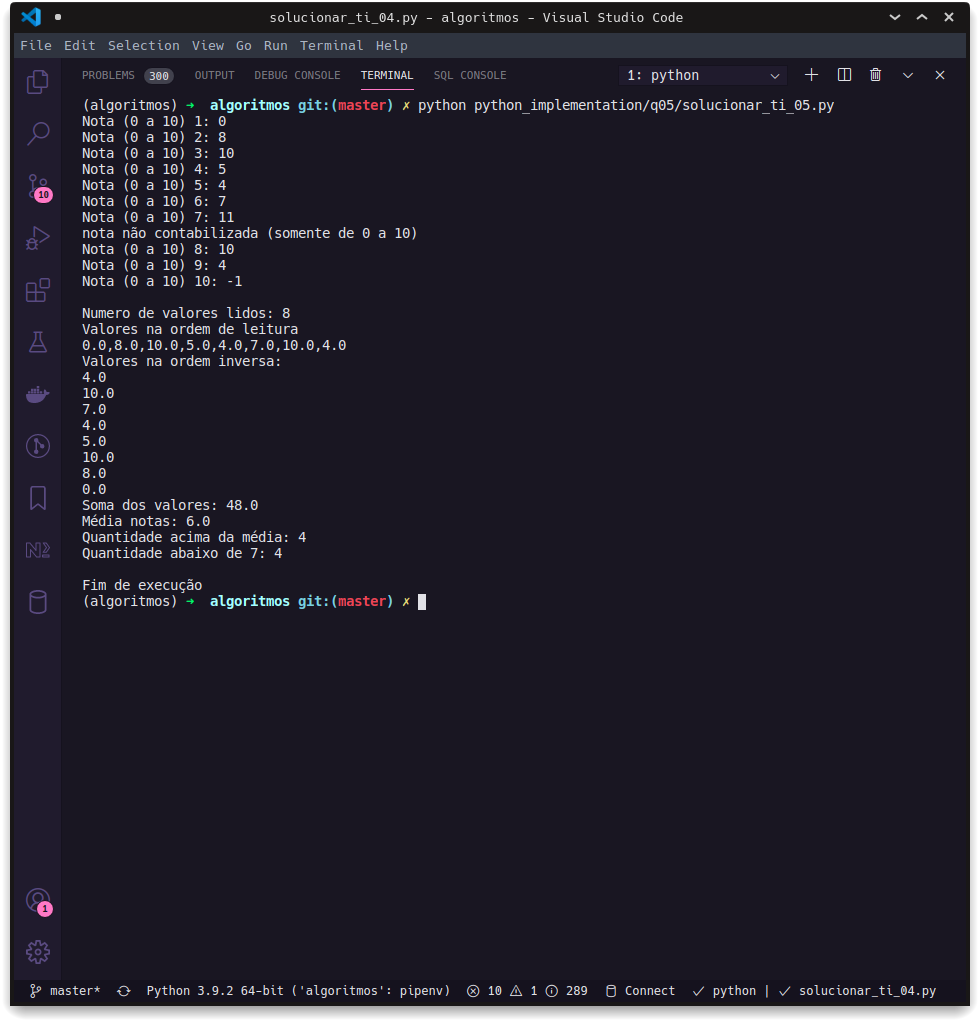 solucionar_ti_04.py - algoritmos - Visual Studio Code
File Edit Selection View Go Run Terminal Help
PROBLEMS 300 OUTPUT DEBUG CONSOLE TERMINAL SQL CONSOLE 1: python
(algoritmos) ➜ algoritmos git:(master) ✗ python python_implementation/q05/solucionar_ti_05.py
Nota (0 a 10) 1: 0
Nota (0 a 10) 2: 8
Nota (0 a 10) 3: 10
Nota (0 a 10) 4: 5
Nota (0 a 10) 5: 4
Nota (0 a 10) 6: 7
Nota (0 a 10) 7: 11
nota não contabilizada (somente de 0 a 10)
Nota (0 a 10) 8: 10
Nota (0 a 10) 9: 4
Nota (0 a 10) 10: -1
Numero de valores lidos: 8
Valores na ordem de leitura
0.0,8.0,10.0,5.0,4.0,7.0,10.0,4.0
Valores na ordem inversa:
4.0
10.0
7.0
4.0
5.0
10.0
8.0
0.0
Soma dos valores: 48.0
Média notas: 6.0
Quantidade acima da média: 4
Quantidade abaixo de 7: 4
Fim de execução
(algoritmos) ➜ algoritmos git:(master) ✗
10
N2
1
master* Python 3.9.2 64-bit ('algoritmos': pipenv) 10 1 289 Connect ✓ python | ✓ solucionar_ti_04.py